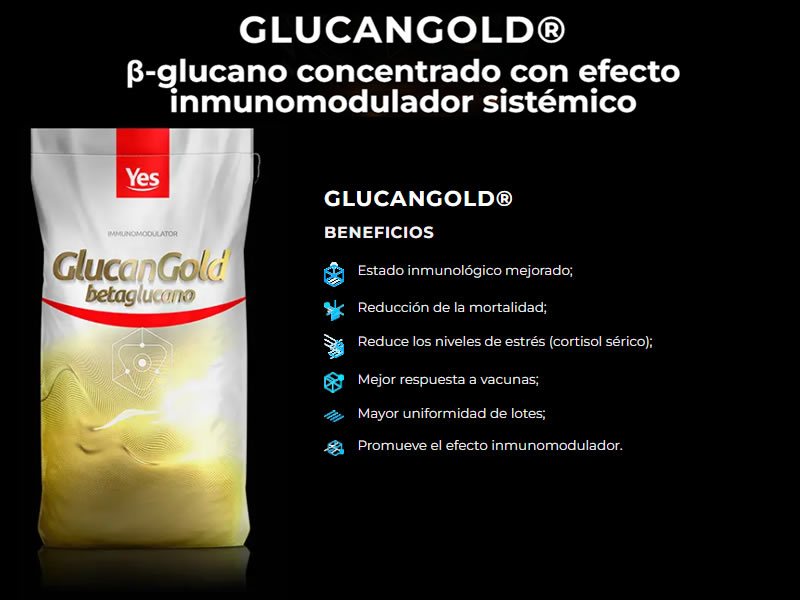 GLUCANGOLD®
β-glucano concentrado con efecto
inmunomodulador sistémico
Yes
IMMUNOMODULATOR
GlucanGold
betaglucano
GLUCANGOLD®
BENEFICIOS
Estado inmunológico mejorado;
Reducción de la mortalidad;
Reduce los niveles de estrés (cortisol sérico);
Mejor respuesta a vacunas;
Mayor uniformidad de lotes;
Promueve el efecto inmunomodulador.